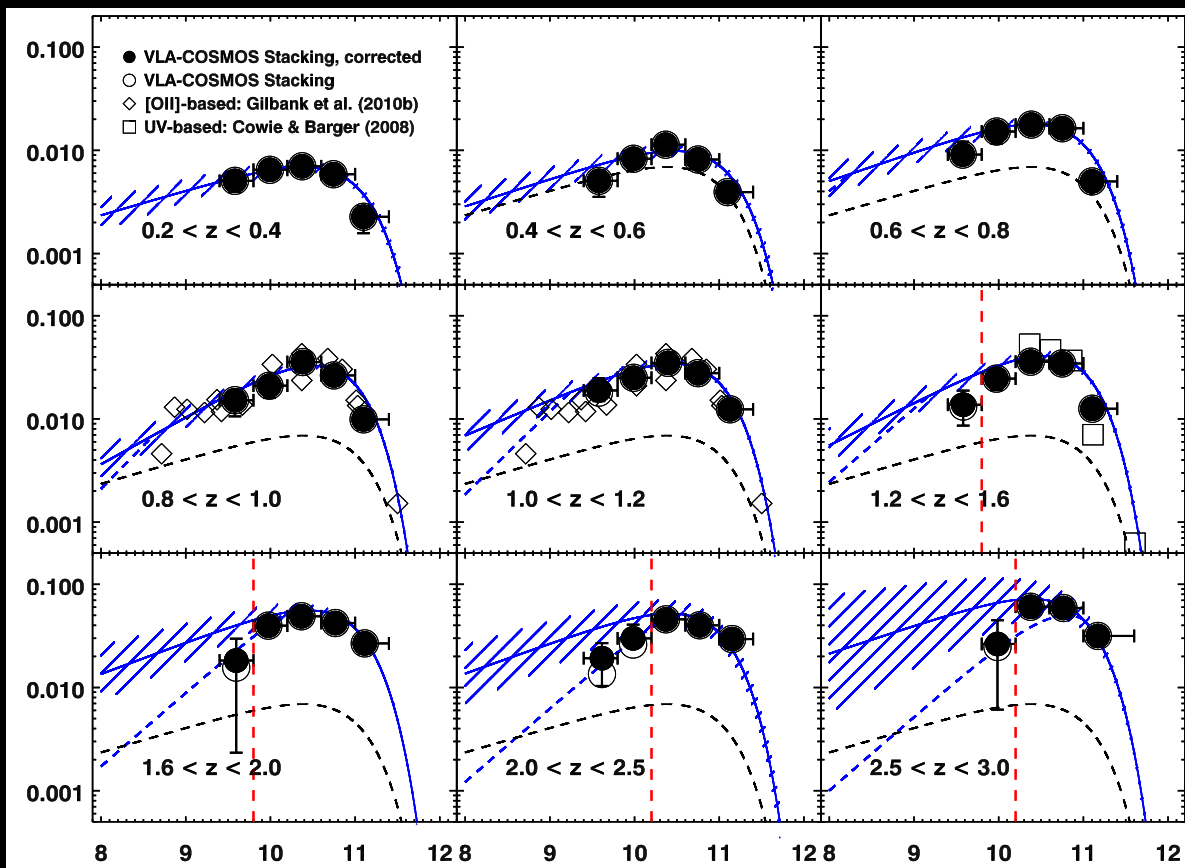 0.100
0.010
0.001
VLA-COSMOS Stacking, corrected
VLA-COSMOS Stacking
[OII]-based: Gilbank et al. (2010b)
UV-based: Cowie & Barger (2008)
0.2 < z < 0.4
0.4 < z < 0.6
0.6 < z < 0.8
0.100
0.010
0.001
0.8 < z < 1.0
1.0 < z < 1.2
1.2 < z < 1.6
0.100
0.010
0.001
1.6 < z < 2.0
2.0 < z < 2.5
2.5 < z < 3.0
8 9 10 11 12
8 9 10 11 12
8 9 10 11 12